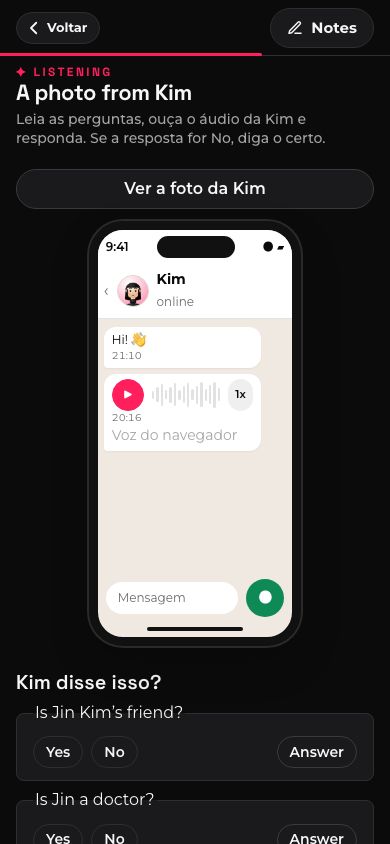 Voltar
Notes
LISTENING
A photo from Kim
Leia as perguntas, ouça o áudio da Kim e
responda. Se a resposta for No, diga o certo.
Ver a foto da Kim
9:41
Kim
online
Hi! 👋
21:10
1x
20:16
Voz do navegador
Mensagem
Kim disse isso?
Is Jin Kim’s friend?
Yes No Answer
Is Jin a doctor?
Yes No Answer